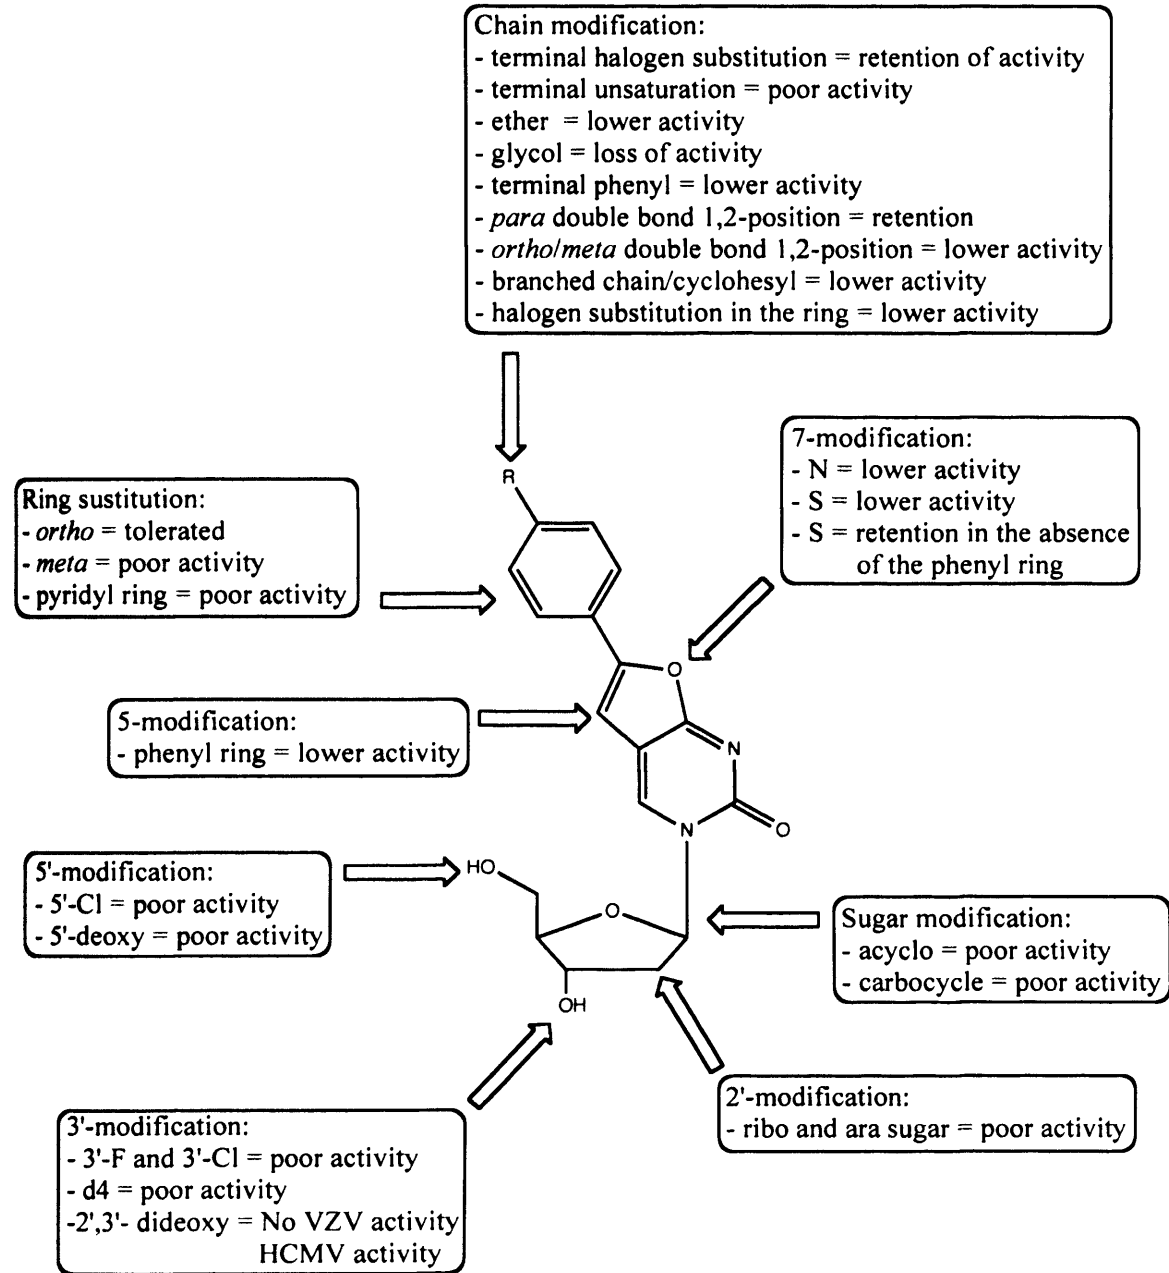 Chain modification:
- terminal halogen substitution = retention of activity
- terminal unsaturation = poor activity
- ether = lower activity
- glycol = loss of activity
- terminal phenyl = lower activity
- para double bond 1,2-position = retention
- ortho/meta double bond 1,2-position = lower activity
- branched chain/cyclohesyl = lower activity
- halogen substitution in the ring = lower activity
7-modification:
- N = lower activity
- S = lower activity
- S = retention in the absence
of the phenyl ring
R
Ring sustitution:
- ortho = tolerated
- meta = poor activity
- pyridyl ring = poor activity
O
5-modification:
- phenyl ring = lower activity
N
N
O
5'-modification:
- 5'-Cl = poor activity
- 5'-deoxy = poor activity
HO
O
OH
Sugar modification:
- acyclo = poor activity
- carbocycle = poor activity
2'-modification:
- ribo and ara sugar = poor activity
3'-modification:
- 3'-F and 3'-Cl = poor activity
- d4 = poor activity
-2',3'- dideoxy = No VZV activity
HCMV activity